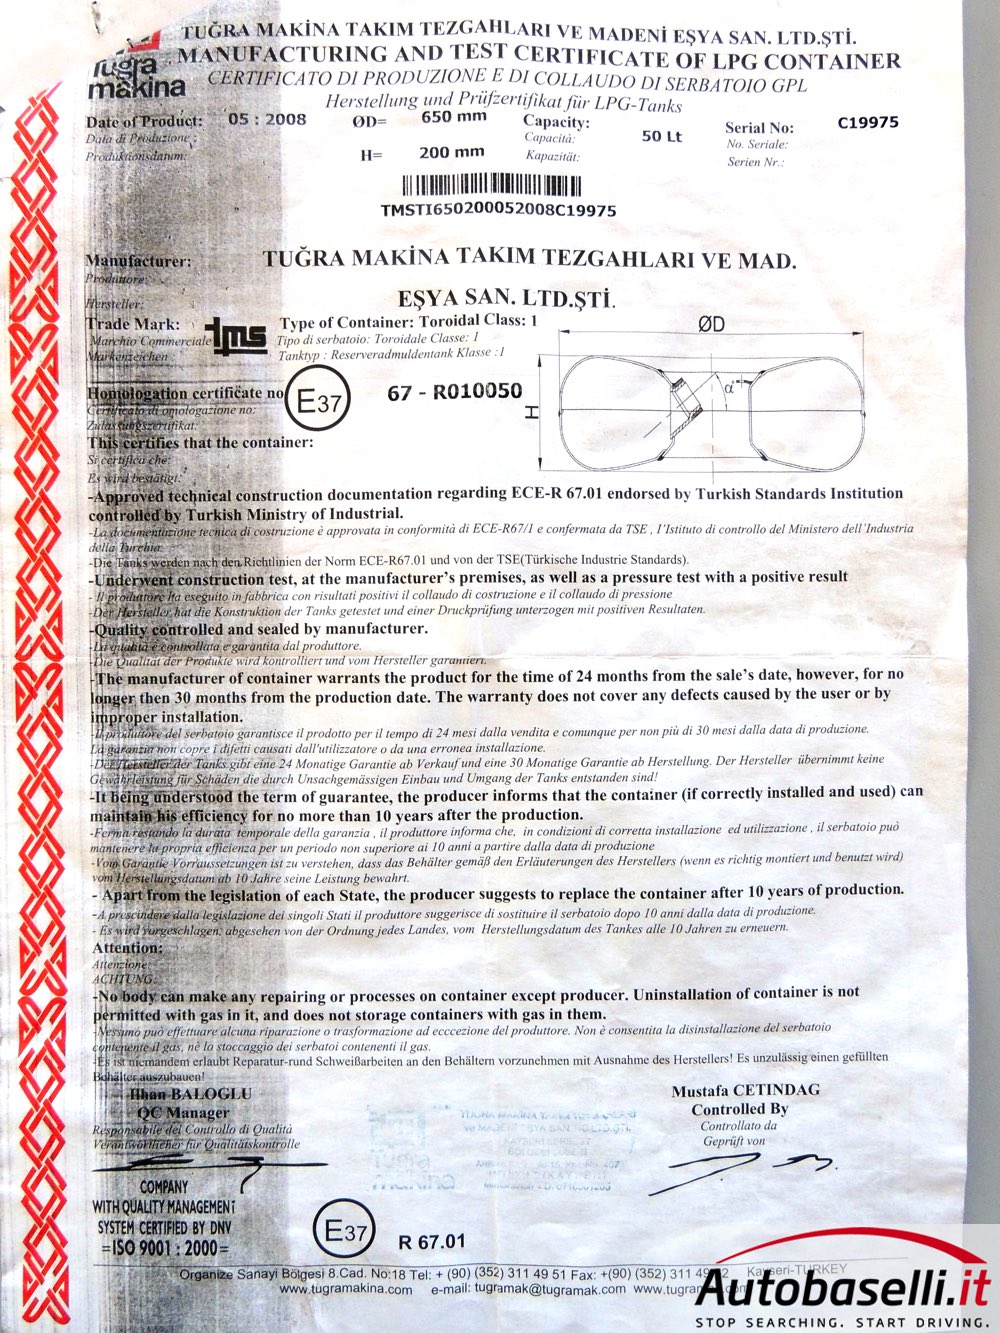 TUĞRA MAKİNA TAKIM TEZGAHLARI VE MADENİ EŞYA SAN. LTD.ŞTİ.
MANUFACTURING AND TEST CERTIFICATE OF LPG CONTAINER
CERTIFICATO DI PRODUZIONE E DI COLLAUDO DI SERBATOIO GPL
Herstellung und Prüfzertifikat für LPG-Tanks
Tuğra
makina
Date of Product: 05 : 2008 ØD= 650 mm Capacity: 50 Lt Serial No: C19975
Data di Produzione : Capacità: No. Seriale:
Produktionsdatum: H= 200 mm Kapazität: Serien Nr.:
TMSTI650200052008C19975
Manufacturer: TUĞRA MAKİNA TAKIM TEZGAHLARI VE MAD.
Produttore:
Hersteller: EŞYA SAN. LTD.ŞTİ.
Trade Mark: tms Type of Container: Toroidal Class: 1
Marchio Commerciale Tipo di serbatoio: Toroidale Classe: 1
Markenzeichen : Tanktyp : Reserveradmuldentank Klasse :1
ØD
H
α
Homologation certificate no E37 67 - R010050
Certificato di omologazione no:
Zulassungszertifikat:
This certifies that the container:
Si certifica che:
Es wird bestätigt:
-Approved technical construction documentation regarding ECE-R 67.01 endorsed by Turkish Standards Institution
controlled by Turkish Ministry of Industrial.
-La documentazione tecnica di costruzione è approvata in conformità di ECE-R67/1 e confermata da TSE , l'Istituto di controllo del Ministero dell'Industria
della Turchia.
-Die Tanks werden nach den Richtlinien der Norm ECE-R67.01 und von der TSE(Türkische Industrie Standards).
-Underwent construction test, at the manufacturer's premises, as well as a pressure test with a positive result
- Il produttore ha eseguito in fabbrica con risultati positivi il collaudo di costruzione e il collaudo di pressione
-Der Hersteller hat die Konstruktion der Tanks getestet und einer Druckprüfung unterzogen mit positiven Resultaten.
-Quality controlled and sealed by manufacturer.
-La qualità è controllata e garantita dal produttore.
-Die Qualität der Produkte wird kontrolliert und vom Hersteller garantiert.
-The manufacturer of container warrants the product for the time of 24 months from the sale's date, however, for no
longer then 30 months from the production date. The warranty does not cover any defects caused by the user or by
improper installation.
-Il produttore del serbatoio garantisce il prodotto per il tempo di 24 mesi dalla vendita e comunque per non più di 30 mesi dalla data di produzione.
La garanzia non copre i difetti causati dall'utilizzatore o da una erronea installazione.
-Der Hersteller der Tanks gibt eine 24 Monatige Garantie ab Verkauf und eine 30 Monatige Garantie ab Herstellung. Der Hersteller übernimmt keine
Gewährleistung für Schäden die durch Unsachgemässigen Einbau und Umgang der Tanks entstanden sind!
-It being understood the term of guarantee, the producer informs that the container (if correctly installed and used) can
maintain his efficiency for no more than 10 years after the production.
-Ferma restando la durata temporale della garanzia , il produttore informa che, in condizioni di corretta installazione ed utilizzazione , il serbatoio può
mantenere la propria efficienza per un periodo non superiore ai 10 anni a partire dalla data di produzione
-Vom Garantie Vorraussetzungen ist zu verstehen, dass das Behälter gemäß den Erläuterungen des Herstellers (wenn es richtig montiert und benutzt wird)
vom Herstellungsdatum ab 10 Jahre seine Leistung bewahrt.
- Apart from the legislation of each State, the producer suggests to replace the container after 10 years of production.
-A prescindere dalla legislazione dei singoli Stati il produttore suggerisce di sostituire il serbatoio dopo 10 anni dalla data di produzione.
- Es wird vorgeschlagen; abgesehen von der Ordnung jedes Landes, vom Herstellungsdatum des Tankes alle 10 Jahren zu erneuern.
Attention:
Attenzione:
ACHTUNG:
-No body can make any repairing or processes on container except producer. Uninstallation of container is not
permitted with gas in it, and does not storage containers with gas in them.
-Nessuno può effettuare alcuna riparazione o trasformazione ad ecccezione del produttore. Non è consentita la disinstallazione del serbatoio
contenente il gas, nè lo stoccaggio dei serbatoi contenenti il gas.
-Es ist niemandem erlaubt Reparatur-rund Schweißarbeiten an den Behältern vorzunehmen mit Ausnahme des Herstellers! Es unzulässig einen gefüllten
Behälter auszubauen!
Ilhan BALOGLU Mustafa CETINDAG
QC Manager Controlled By
Responsabile del Controllo di Qualità Controllato da
Verantwortlicher für Qualitätskontrolle Geprüft von
COMPANY
WITH QUALITY MANAGEMENT
SYSTEM CERTIFIED BY DNV
=ISO 9001 : 2000=
E37 R 67.01
Organize Sanayi Bölgesi 8.Cad. No:18 Tel: + (90) (352) 311 49 51 Fax: + (90) (352) 311 49 Kayseri-TURKEY
www.tugramakina.com e-mail: tugramak@tugramak.com
Autobaselli.it
STOP SEARCHING. START DRIVING.